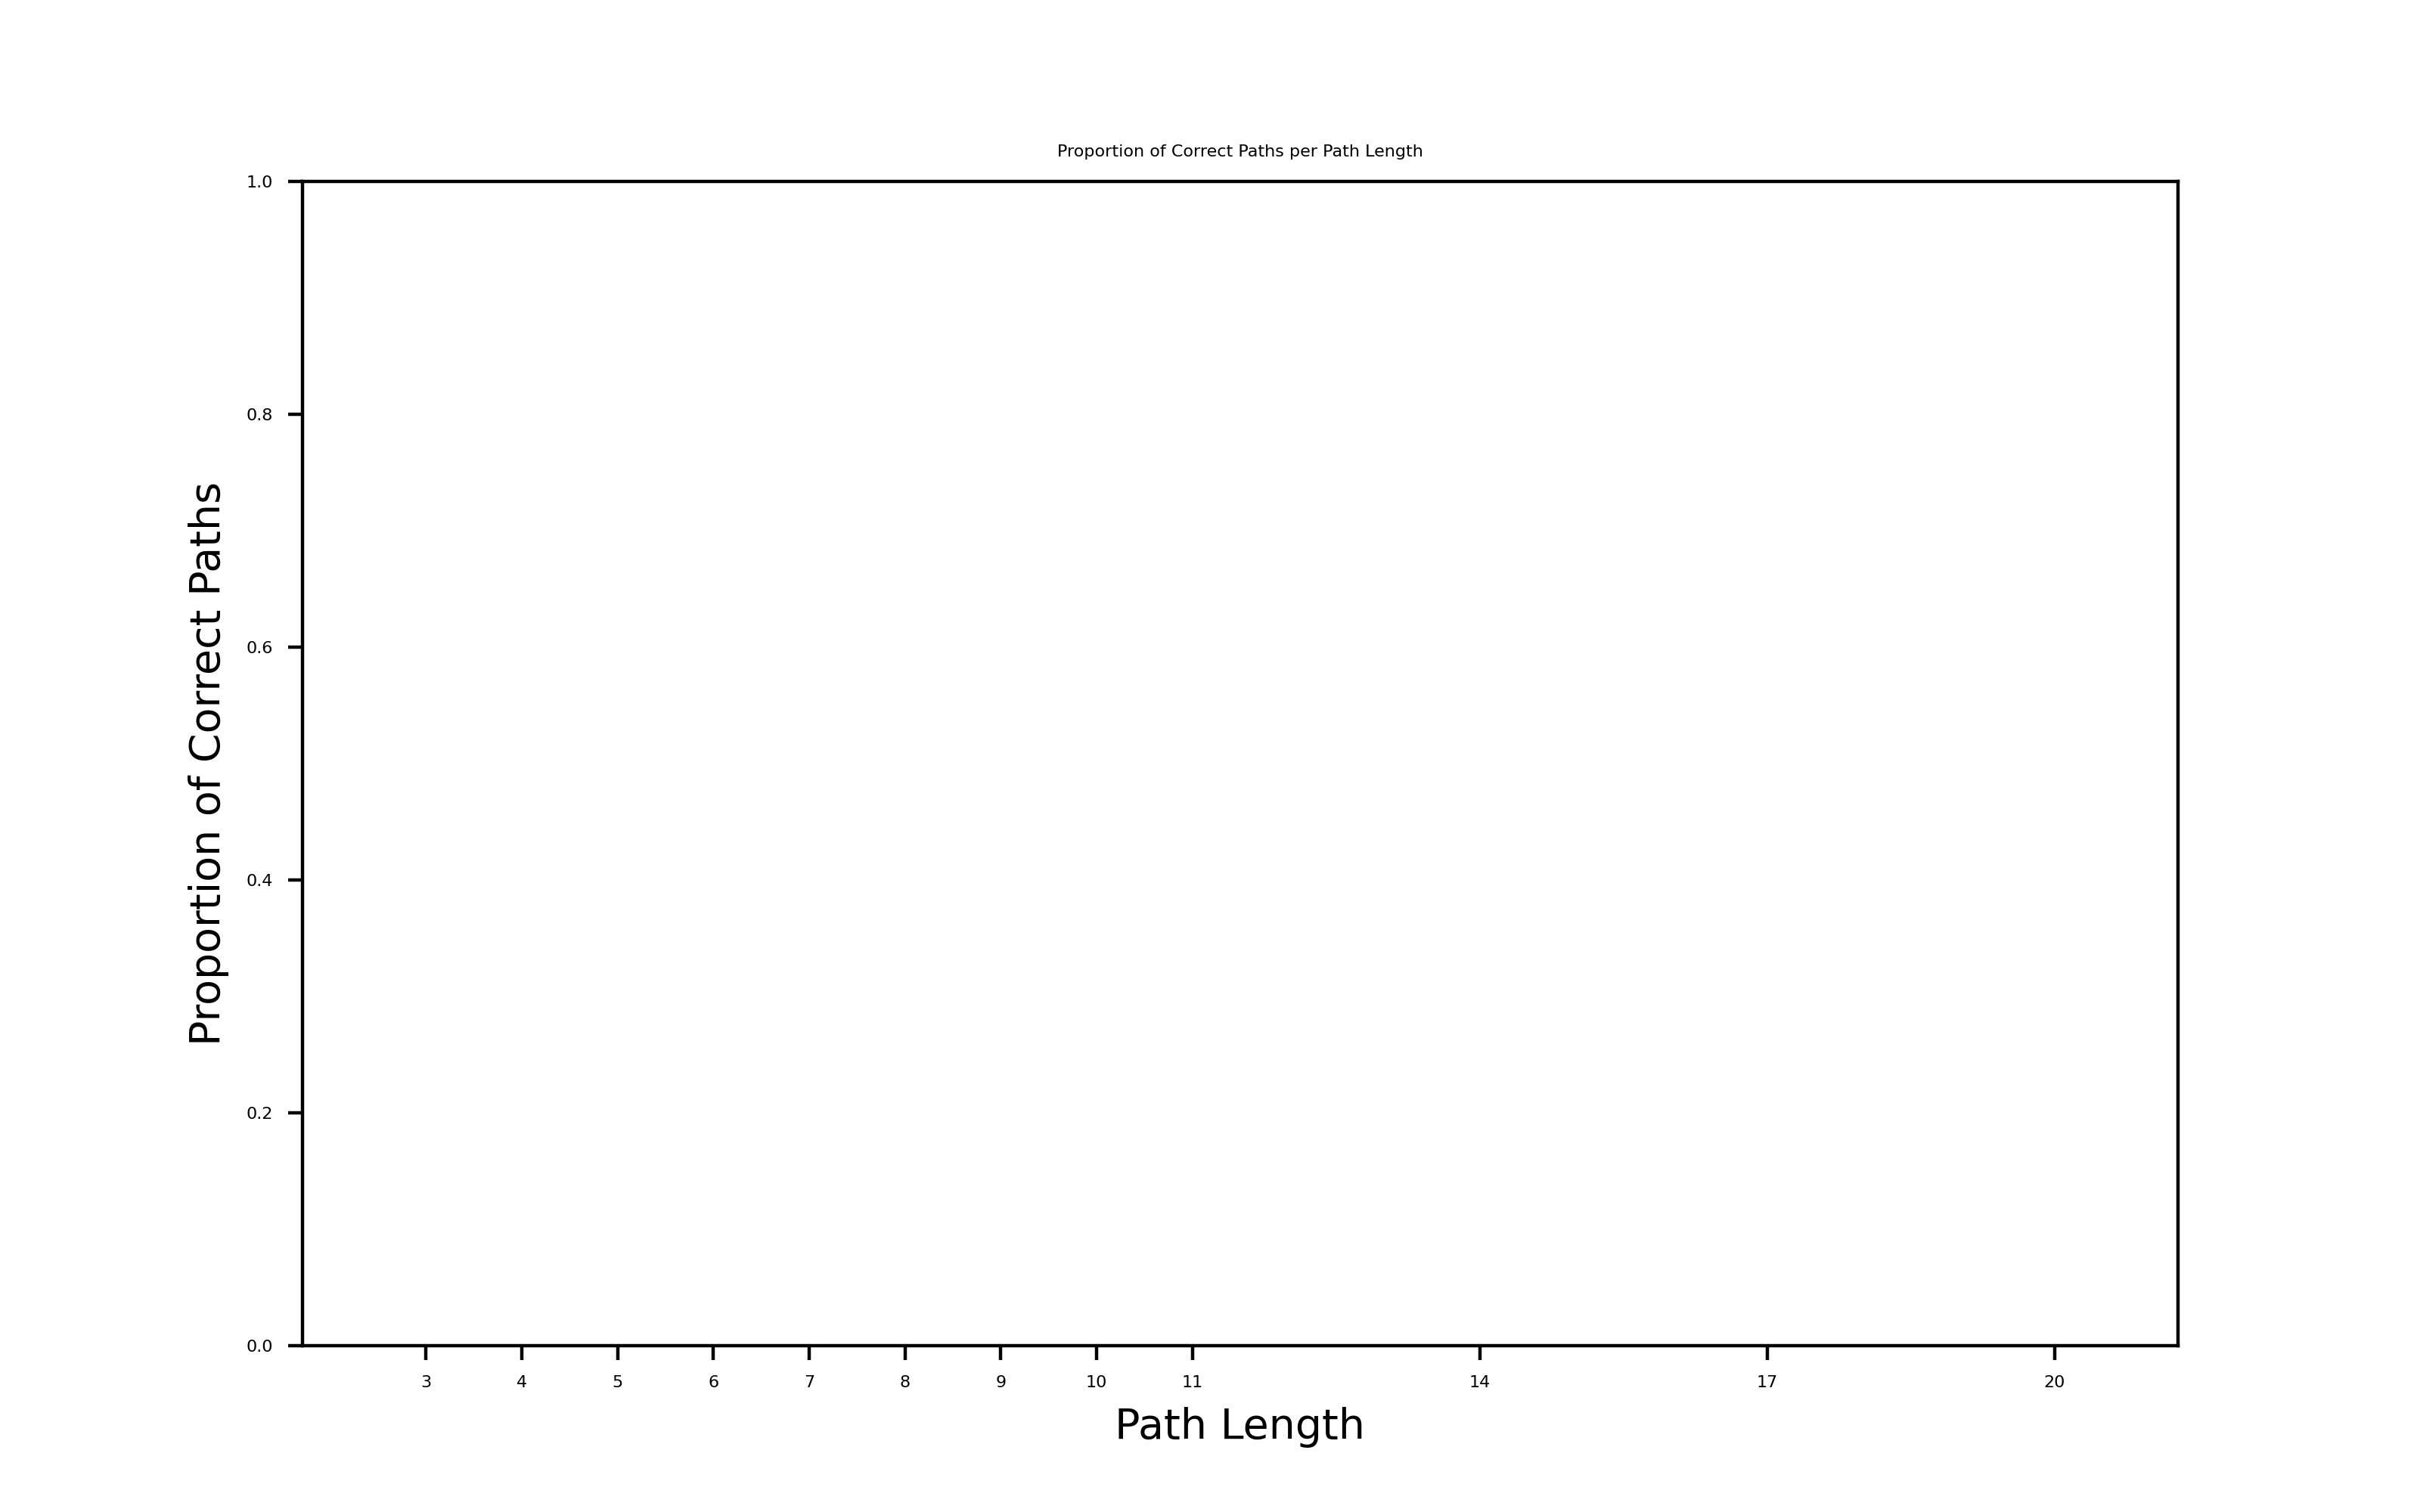 Proportion of Correct Paths per Path Length
1.0
0.8
0.6
0.4
0.2
0.0
Proportion of Correct Paths
3 4 5 6 7 8 9 10 11 14 17 20
Path Length